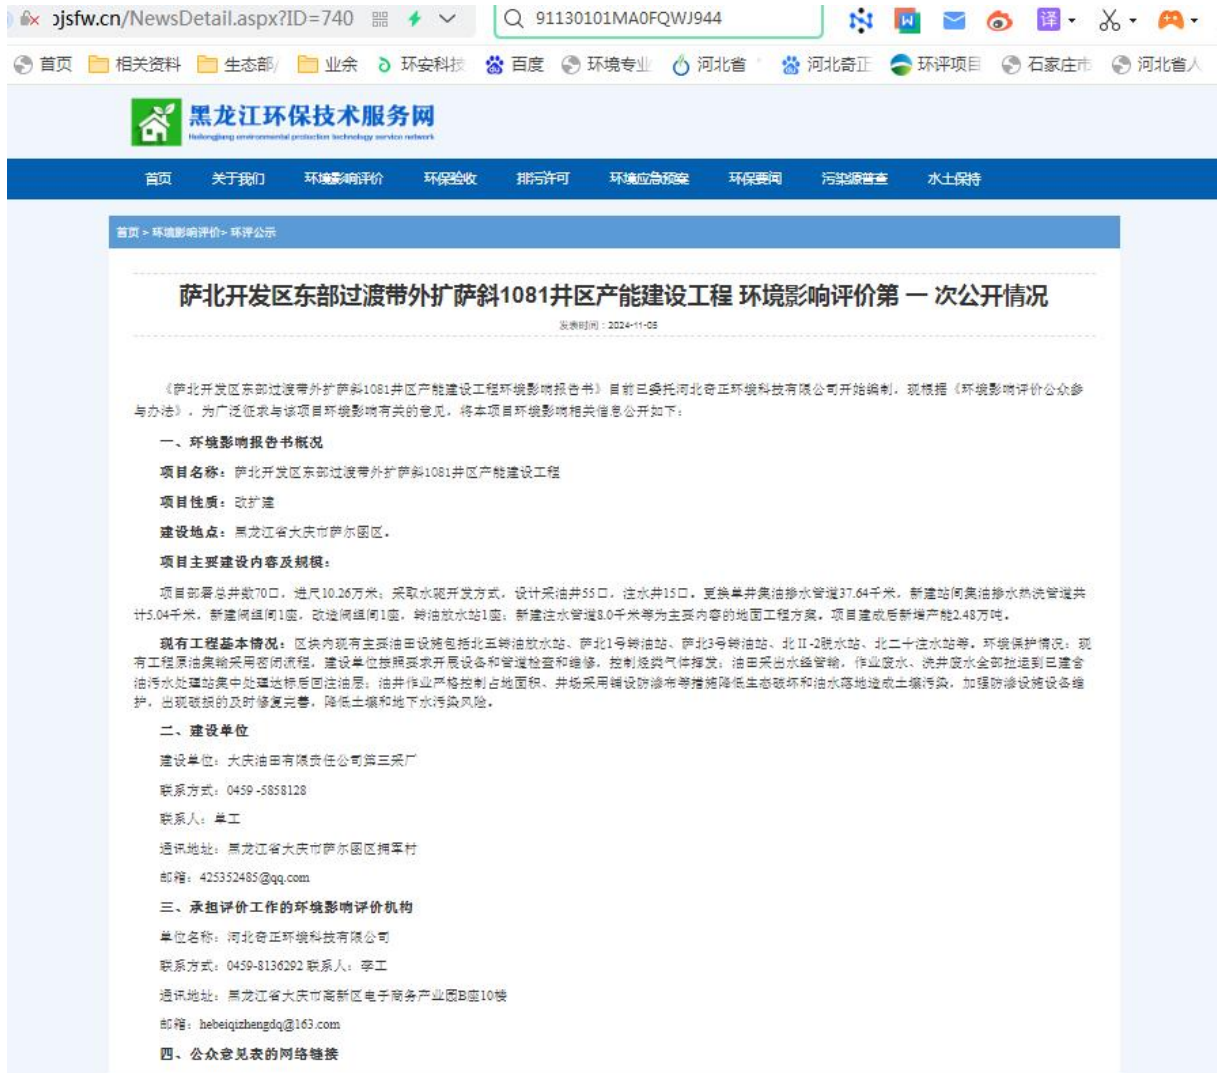 ojsfw.cn/NewsDetail.aspx?ID=740 91130101MA0FQWJ944 译
首页 相关资料 生态部/ 业余 环安科技 百度 环境专业 河北省 河北奇正 环评项目 石家庄市 河北省人
黑龙江环保技术服务网
Heilongjiang environmental protection technology service network
首页 关于我们 环境影响评价 环保验收 排污许可 环境应急预案 环保要闻 污染源普查 水土保持
首页 > 环境影响评价> 环评公示
萨北开发区东部过渡带外扩萨斜1081井区产能建设工程 环境影响评价第 一 次公开情况
发表时间：2024-11-05
《萨北开发区东部过渡带外扩萨斜1081井区产能建设工程环境影响报告书》目前已委托河北奇正环境科技有限公司开始编制，现根据《环境影响评价公众参
与办法》，为广泛征求与该项目环境影响有关的意见，将本项目环境影响相关信息公开如下：
一、环境影响报告书概况
项目名称：萨北开发区东部过渡带外扩萨斜1081井区产能建设工程
项目性质：改扩建
建设地点：黑龙江省大庆市萨尔图区。
项目主要建设内容及规模：
项目部署总井数70口，进尺10.26万米；采取水驱开发方式，设计采油井55口，注水井15口。更换单井集油掺水管道37.64千米，新建站间集油掺水热洗管道共
计5.04千米，新建阀组间1座，改造阀组间1座，转油放水站1座；新建注水管道8.0千米等为主要内容的地面工程方案。项目建成后新增产能2.48万吨。
现有工程基本情况：区块内现有主要油田设施包括北五转油放水站、萨北1号转油站、萨北3号转油站、北Ⅱ-2脱水站、北二十注水站等。环境保护情况：现
有工程原油集输采用密闭流程，建设单位按照要求开展设备和管道检查和维修，控制烃类气体挥发；油田采出水经管输，作业废水、洗井废水全部拉运到已建含
油污水处理站集中处理达标后回注油层；油井作业严格控制占地面积、井场采用铺设防渗布等措施降低生态破坏和油水落地造成土壤污染，加强防渗设施设备维
护，出现破损的及时修复完善，降低土壤和地下水污染风险。
二、建设单位
建设单位：大庆油田有限责任公司第三采厂
联系方式：0459 -5858128
联系人：单工
通讯地址：黑龙江省大庆市萨尔图区拥军村
邮箱：425352485@qq.com
三、承担评价工作的环境影响评价机构
单位名称：河北奇正环境科技有限公司
联系方式：0459-8136292 联系人：李工
通讯地址：黑龙江省大庆市高新区电子商务产业园B座10楼
邮箱：hebeiqizhengdq@163.com
四、公众意见表的网络链接